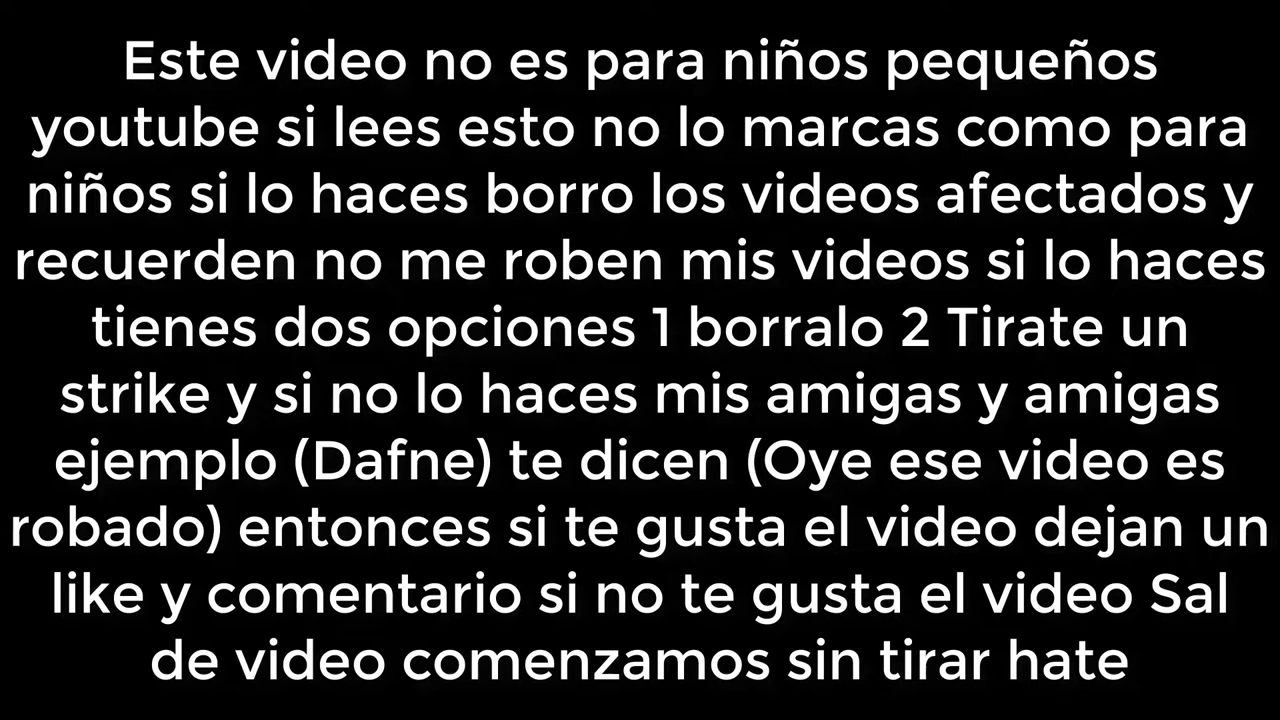 Este video no es para niños pequeños
youtube si lees esto no lo marcas como para
niños si lo haces borro los videos afectados y
recuerden no me roben mis videos si lo haces
tienes dos opciones 1 borralo 2 Tirate un
strike y si no lo haces mis amigas y amigas
ejemplo (Dafne) te dicen (Oye ese video es
robado) entonces si te gusta el video dejan un
like y comentario si no te gusta el video Sal
de video comenzamos sin tirar hate